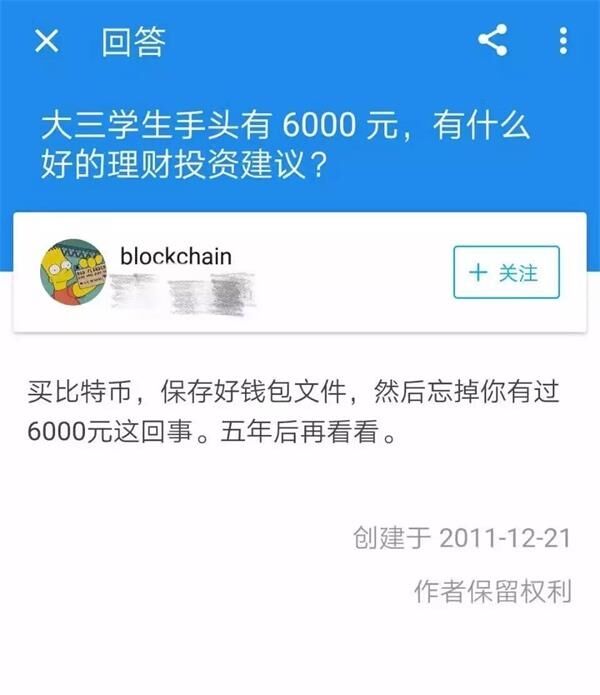 回答
大三学生手头有 6000 元，有什么
好的理财投资建议？
blockchain
+ 关注
买比特币，保存好钱包文件，然后忘掉你有过
6000元这回事。五年后再看看。
创建于 2011-12-21
作者保留权利